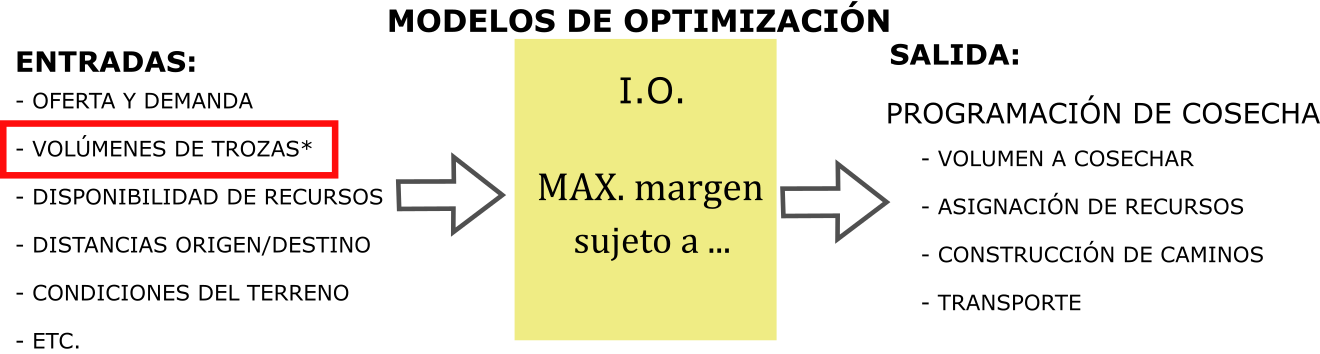 MODELOS DE OPTIMIZACIÓN
ENTRADAS:
- OFERTA Y DEMANDA
- VOLÚMENES DE TROZAS*
- DISPONIBILIDAD DE RECURSOS
- DISTANCIAS ORIGEN/DESTINO
- CONDICIONES DEL TERRENO
- ETC.
I.O.
MAX. margen
sujeto a ...
SALIDA:
PROGRAMACIÓN DE COSECHA
- VOLUMEN A COSECHAR
- ASIGNACIÓN DE RECURSOS
- CONSTRUCCIÓN DE CAMINOS
- TRANSPORTE